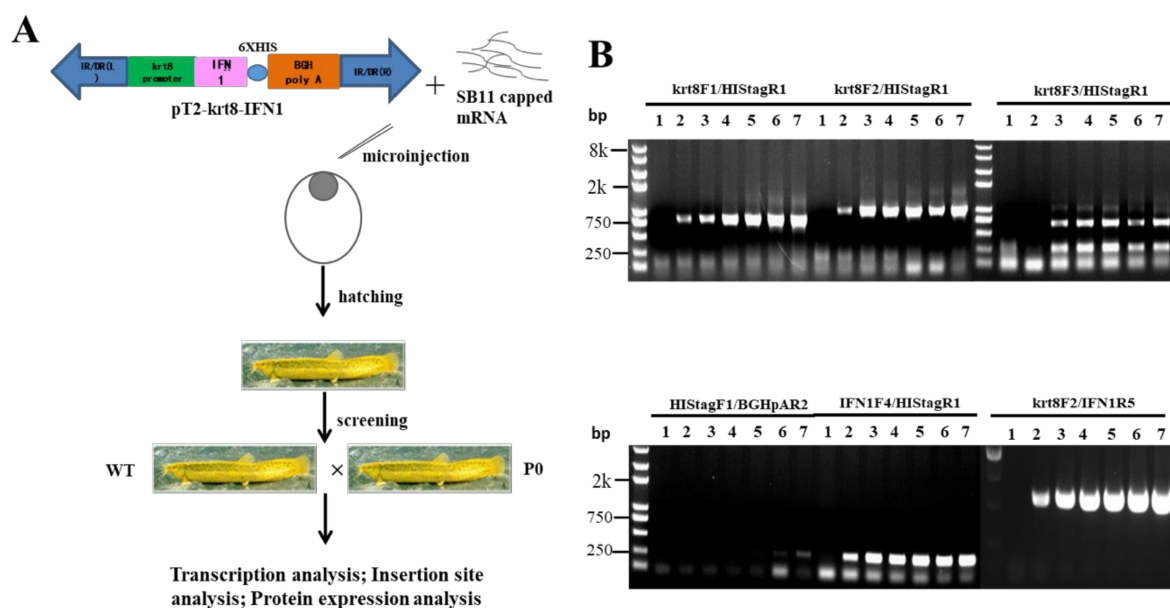 A
6XHIS
IR/DR(L
)
krt8
promoter
IFN
1
BGH
poly A
IR/DR(R)
+
SB11 capped
mRNA
pT2-krt8-IFN1
microinjection
hatching
screening
WT
×
P0
Transcription analysis; Insertion site
analysis; Protein expression analysis
B
krt8F1/HIStagR1 krt8F2/HIStagR1 krt8F3/HIStagR1
bp 1 2 3 4 5 6 7 1 2 3 4 5 6 7 1 2 3 4 5 6 7
8k
2k
750
250
HIStagF1/BGHpAR2 IFN1F4/HIStagR1 krt8F2/IFN1R5
bp 1 2 3 4 5 6 7 1 2 3 4 5 6 7 1 2 3 4 5 6 7
2k
750
250